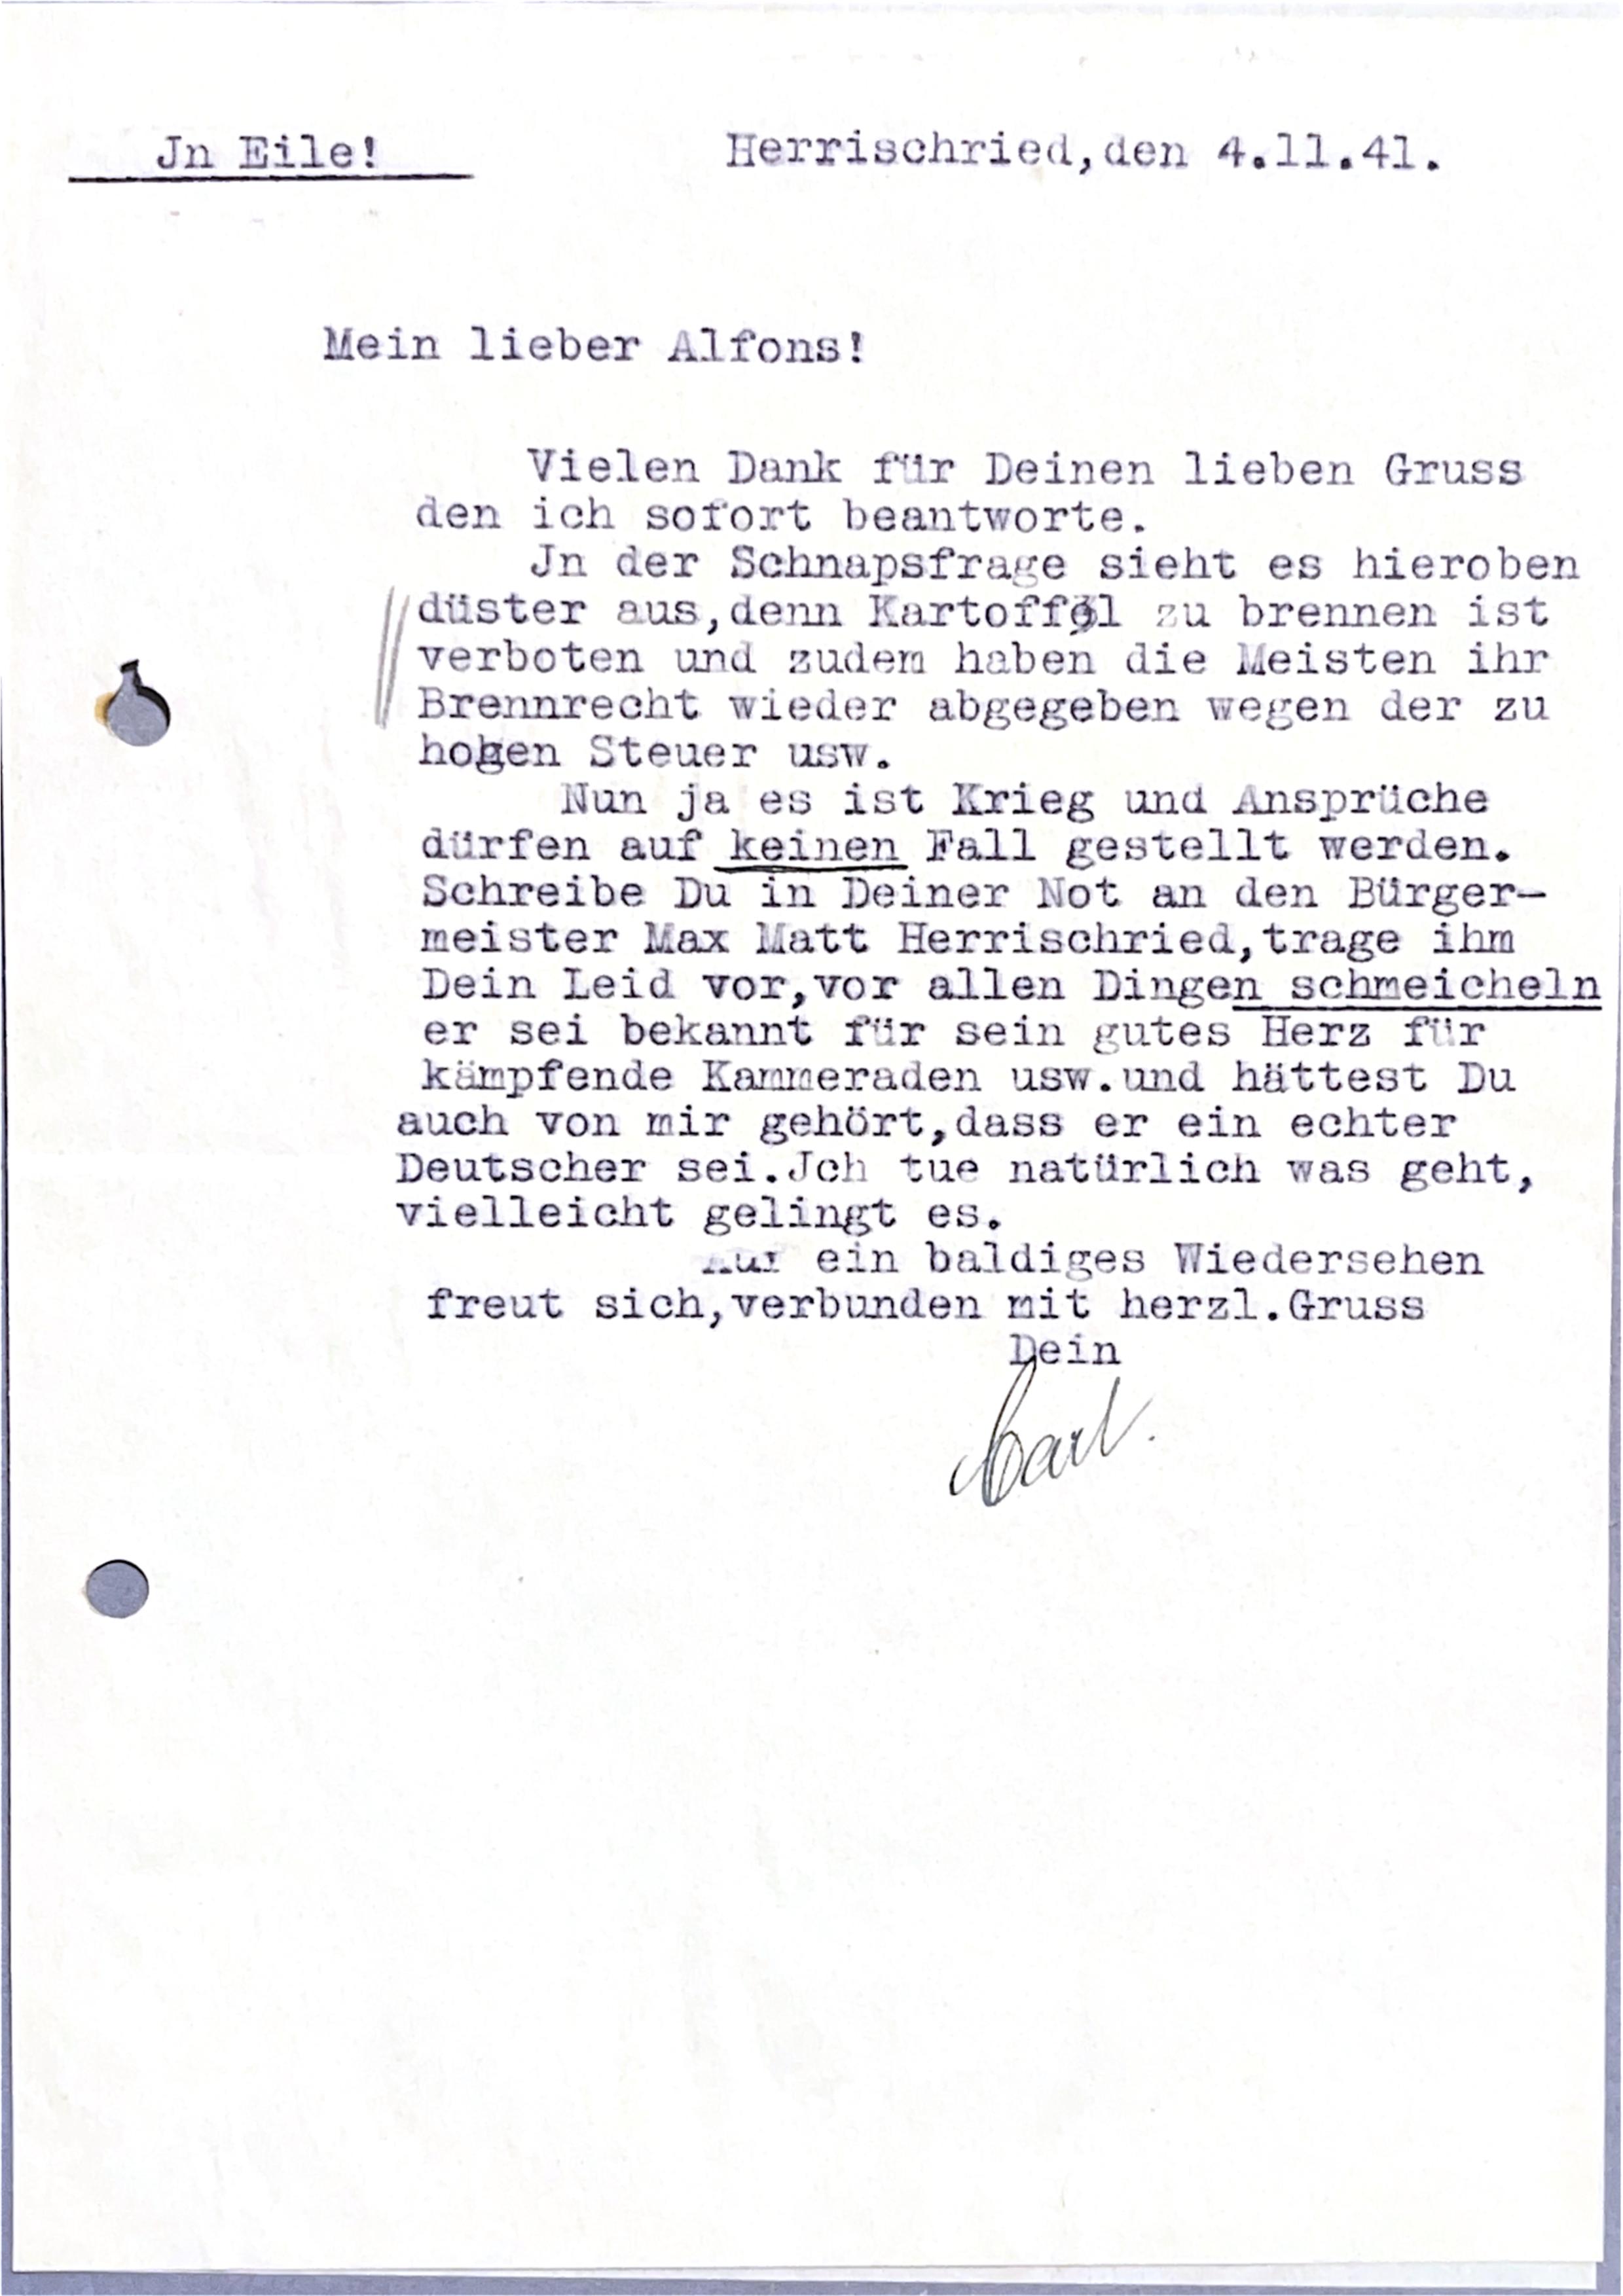 Jn Eile!
Herrischried,den 4.11.41.
Mein lieber Alfons!
Vielen Dank für Deinen lieben Gruss
den ich sofort beantworte.
Jn der Schnapsfrage sieht es hieroben
düster aus,denn Kartoffel zu brennen ist
verboten und zudem haben die Meisten ihr
Brennrecht wieder abgegeben wegen der zu
hohen Steuer usw.
Nun ja es ist Krieg und Ansprüche
dürfen auf keinen Fall gestellt werden.
Schreibe Du in Deiner Not an den Bürger-
meister Max Matt Herrischried,trage ihm
Dein Leid vor,vor allen Dingen schmeicheln
er sei bekannt für sein gutes Herz für
kämpfende Kammeraden usw.und hättest Du
auch von mir gehört,dass er ein echter
Deutscher sei.Jch tue natürlich was geht,
vielleicht gelingt es.
Auf ein baldiges Wiedersehen
freut sich,verbunden mit herzl.Gruss
Dein
Carl.